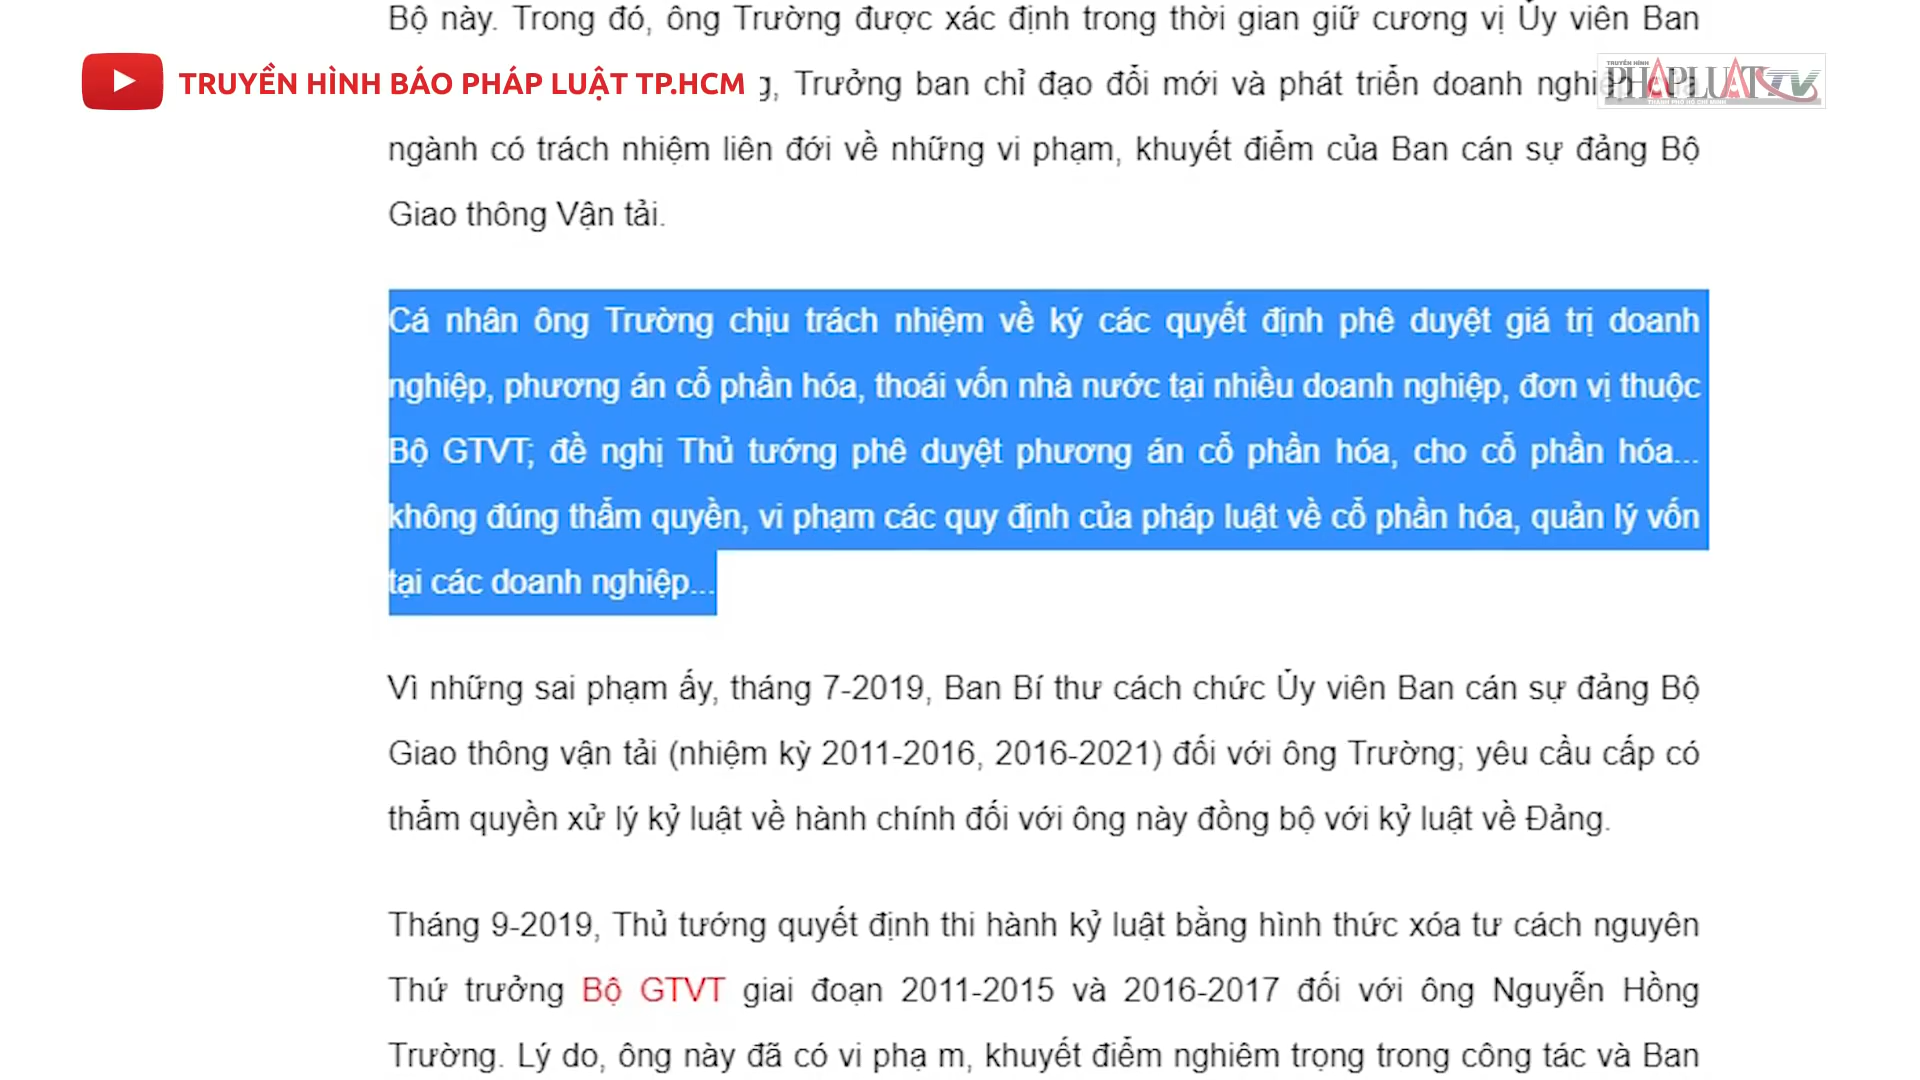 Bộ này. Trong đó, ông Trường được xác định trong thời gian giữ cương vị Ủy viên Ban
TRUYỀN HÌNH BÁO PHÁP LUẬT TP.HCM
Trưởng ban chỉ đạo đổi mới và phát triển doanh
TRUYỀN HÌNH
PHÁPLUẬT TV
THÀNH PHỐ HỒ CHÍ MINH
ngành có trách nhiệm liên đới về những vi phạm, khuyết điểm của Ban cán sự đảng Bộ
Giao thông Vận tải.
Cá nhân ông Trường chịu trách nhiệm về ký các quyết định phê duyệt giá trị doanh
nghiệp, phương án cổ phần hóa, thoái vốn nhà nước tại nhiều doanh nghiệp, đơn vị thuộc
Bộ GTVT; đề nghị Thủ tướng phê duyệt phương án cổ phần hóa, cho cổ phần hóa...
không đúng thẩm quyền, vi phạm các quy định của pháp luật về cổ phần hóa, quản lý vốn
tại các doanh nghiệp...
Vì những sai phạm ấy, tháng 7-2019, Ban Bí thư cách chức Ủy viên Ban cán sự đảng Bộ
Giao thông vận tải (nhiệm kỳ 2011-2016, 2016-2021) đối với ông Trường; yêu cầu cấp có
thẩm quyền xử lý kỷ luật về hành chính đối với ông này đồng bộ với kỷ luật về Đảng.
Tháng 9-2019, Thủ tướng quyết định thi hành kỷ luật bằng hình thức xóa tư cách nguyên
Thứ trưởng Bộ GTVT giai đoạn 2011-2015 và 2016-2017 đối với ông Nguyễn Hồng
Trường. Lý do, ông này đã có vi phạ m, khuyết điểm nghiêm trọng trong công tác và Ban